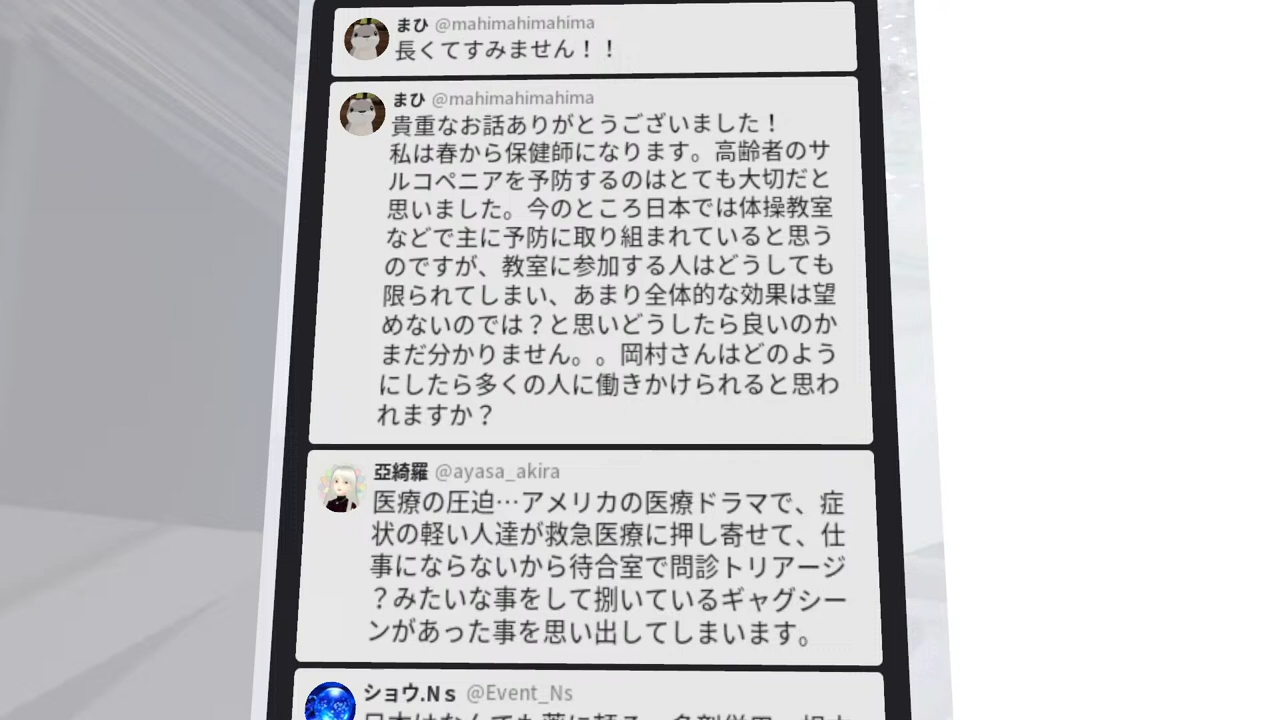 まひ @mahimahimahima
長くてすみません！！
まひ @mahimahimahima
貴重なお話ありがとうございました！
私は春から保健師になります。高齢者のサ
ルコペニアを予防するのはとても大切だと
思いました。今のところ日本では体操教室
などで主に予防に取り組まれていると思う
のですが、教室に参加する人はどうしても
限られてしまい、あまり全体的な効果は望
めないのでは？と思いどうしたら良いのか
まだ分かりません。。岡村さんはどのよう
にしたら多くの人に働きかけられると思わ
れますか？
亞綺羅 @ayasa_akira
医療の圧迫…アメリカの医療ドラマで、症
状の軽い人達が救急医療に押し寄せて、仕
事にならないから待合室で問診トリアージ
？みたいな事をして捌いているギャグシー
ンがあった事を思い出してしまいます。
ショウ.Nｓ @Event_Ns